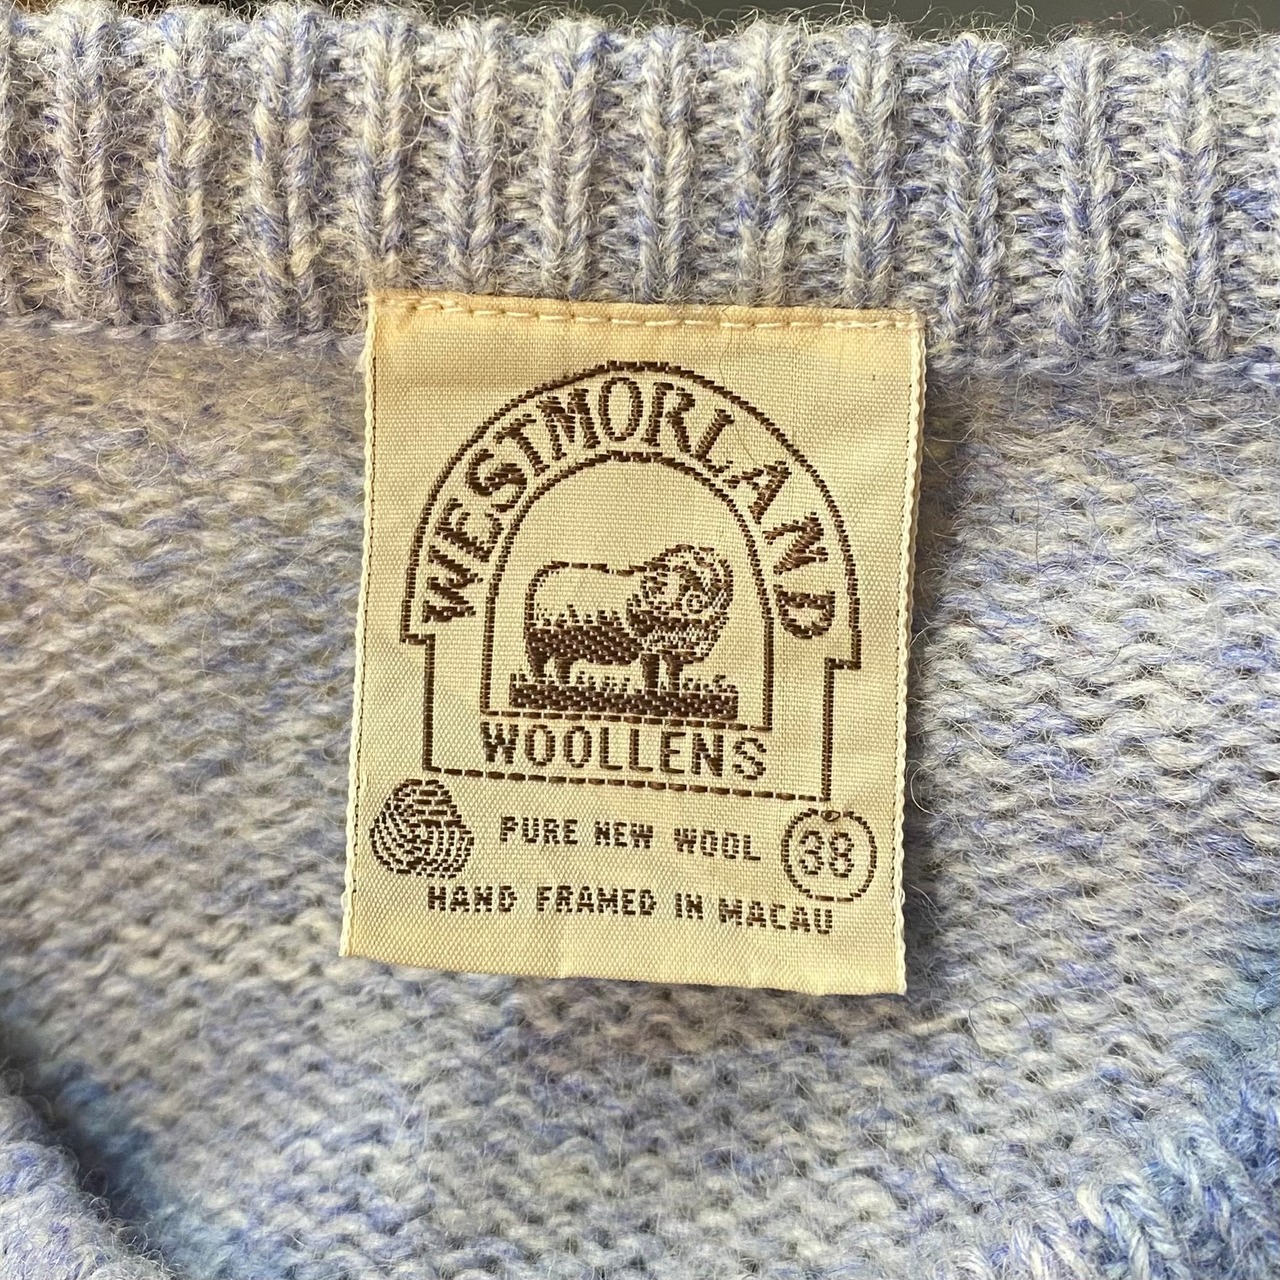 WESTMORLAND
WOOLLENS
PURE NEW WOOL 38
HAND FRAMED IN MACAU